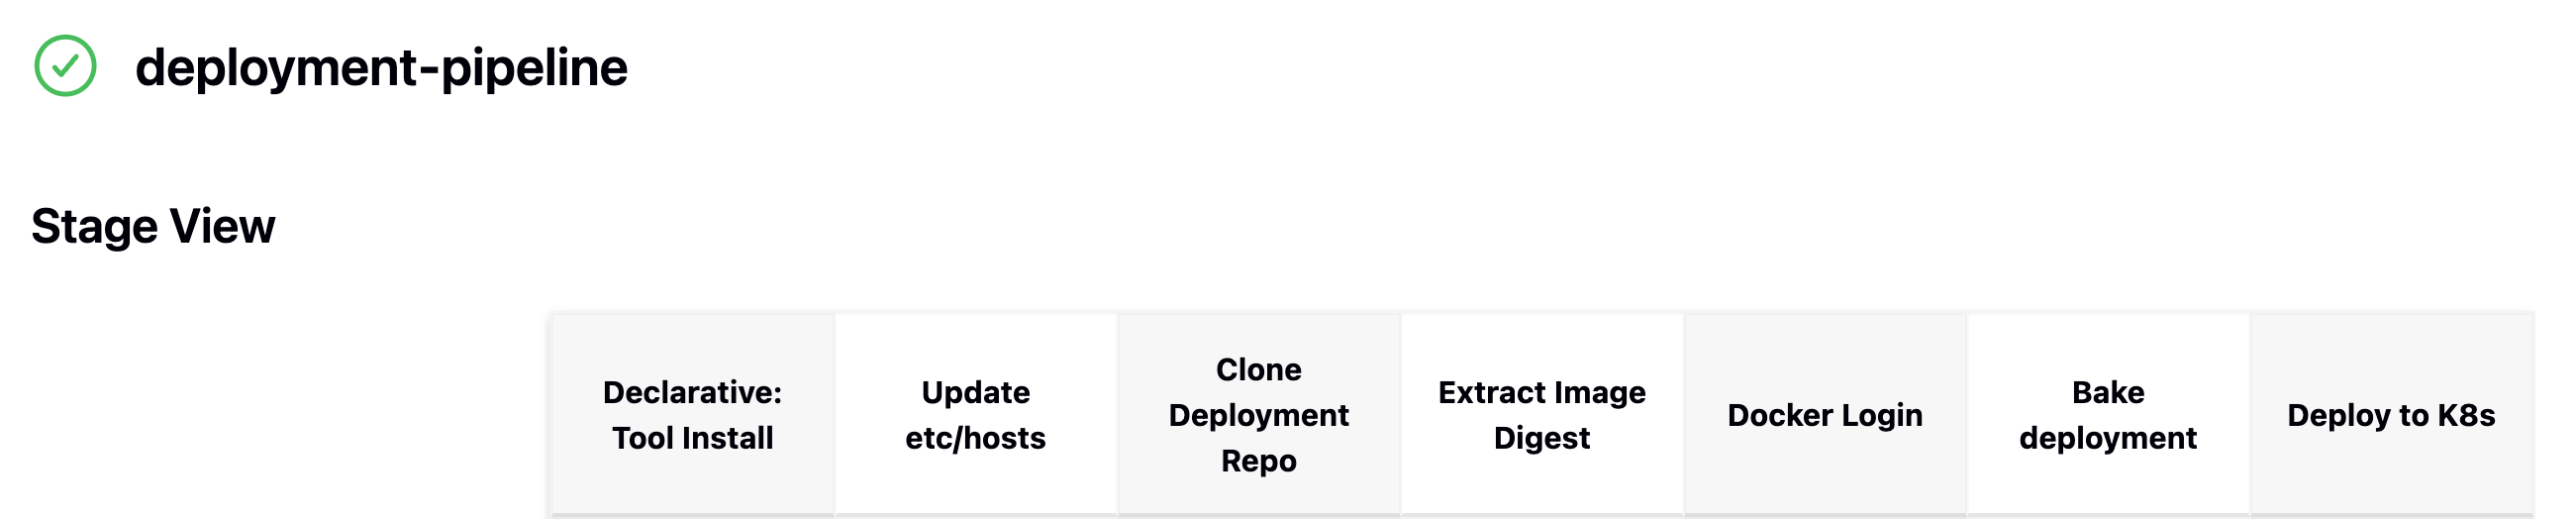 deployment-pipeline
Stage View
Declarative:
Tool Install
Update
etc/hosts
Clone
Deployment
Repo
Extract Image
Digest
Docker Login
Bake
deployment
Deploy to K8s